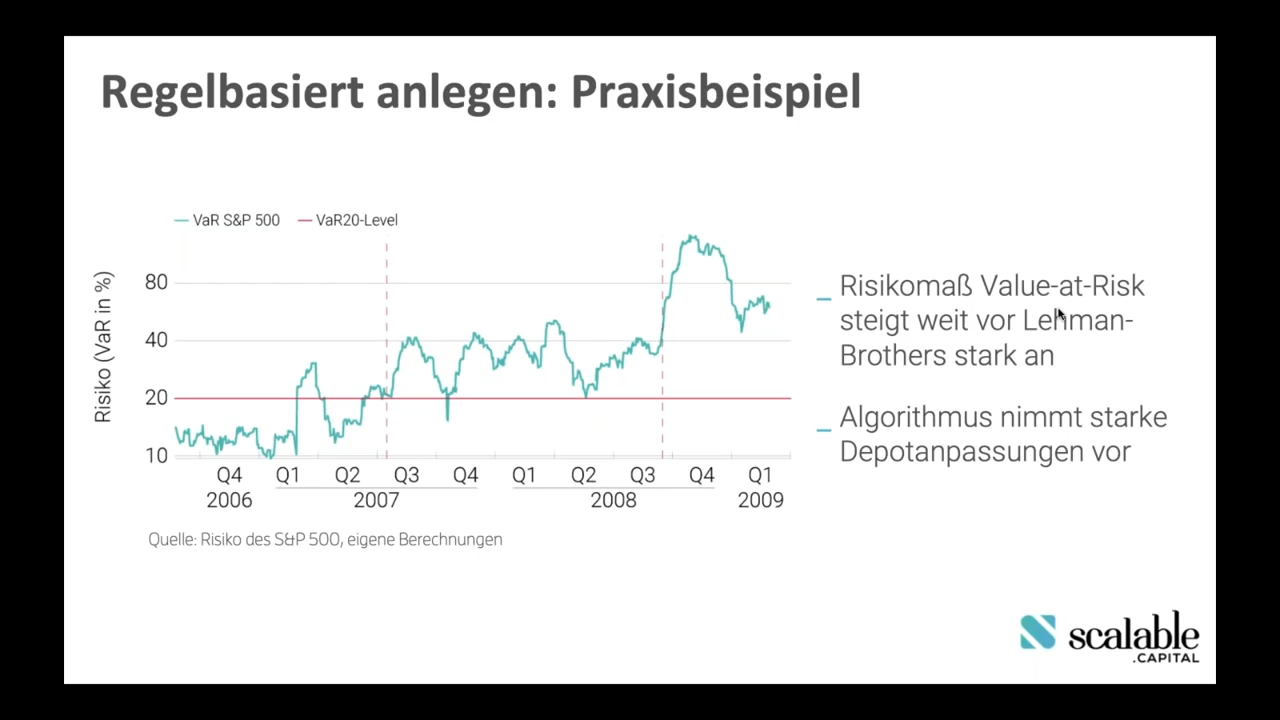 Regelbasiert anlegen: Praxisbeispiel
VaR S&P 500 VaR20-Level
Risiko (VaR in %)
80
40
20
10
Q4 Q1 Q2 Q3 Q4 Q1 Q2 Q3 Q4 Q1
2006 2007 2008 2009
Quelle: Risiko des S&P 500, eigene Berechnungen
Risikomaß Value-at-Risk
steigt weit vor Lehman-
Brothers stark an
Algorithmus nimmt starke
Depotanpassungen vor
scalable
.CAPITAL